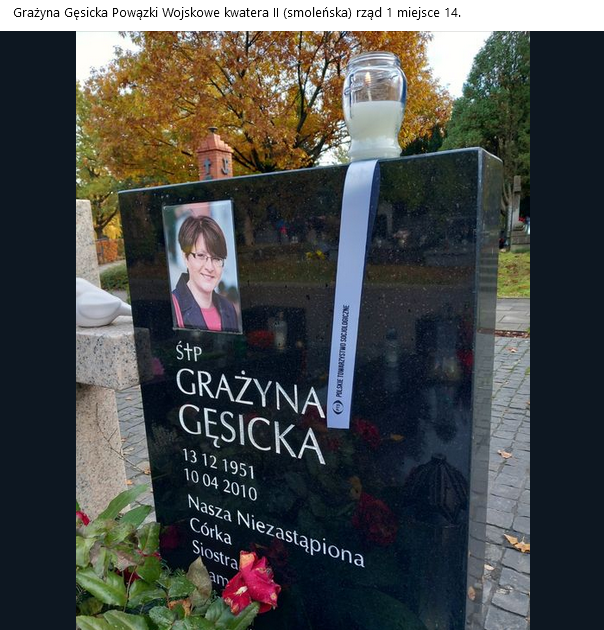 Grażyna Gęsicka Powązki Wojskowe kwatera II (smoleńska) rząd 1 miejsce 14.
POLSKIE TOWARZYSTWO SOCJOLOGICZNE
Ś†P
GRAŻYNA
GĘSICKA
13 12 1951
10 04 2010
Nasza Niezastąpiona
Córka
Siostra